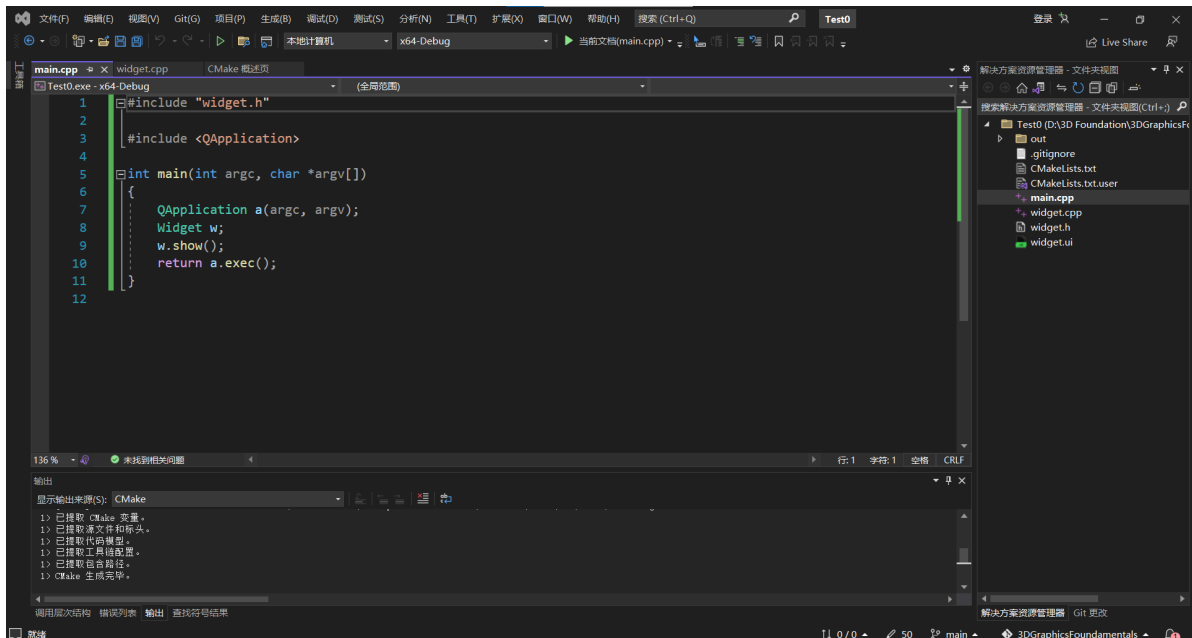 文件(F) 编辑(E) 视图(V) Git(G) 项目(P) 生成(B) 调试(D) 测试(S) 分析(N) 工具(T) 扩展(X) 窗口(W) 帮助(H) 搜索 (Ctrl+Q) Test0 登录
本地计算机 x64-Debug 当前文档(main.cpp) Live Share
工具箱
main.cpp widget.cpp CMake 概述页
Test0.exe - x64-Debug (全局范围)
1 #include "widget.h"
2
3 #include <QApplication>
4
5 int main(int argc, char *argv[])
6 {
7 QApplication a(argc, argv);
8 Widget w;
9 w.show();
10 return a.exec();
11 }
12
136 % 未找到相关问题 行: 1 字符: 1 空格 CRLF
输出
显示输出来源(S): CMake
1> 已提取 CMake 变量。
1> 已提取源文件和标头。
1> 已提取代码模型。
1> 已提取工具链配置。
1> 已提取包含路径。
1> CMake 生成完毕。
调用层次结构 错误列表 输出 查找符号结果
解决方案资源管理器 - 文件夹视图
搜索解决方案资源管理器 - 文件夹视图(Ctrl+;)
Test0 (D:\3D Foundation\3DGraphicsF
out
.gitignore
CMakeLists.txt
CMakeLists.txt.user
main.cpp
widget.cpp
widget.h
widget.ui
解决方案资源管理器 Git 更改
就绪 0 / 0 50 main 3DGraphicsFoundamentals 1